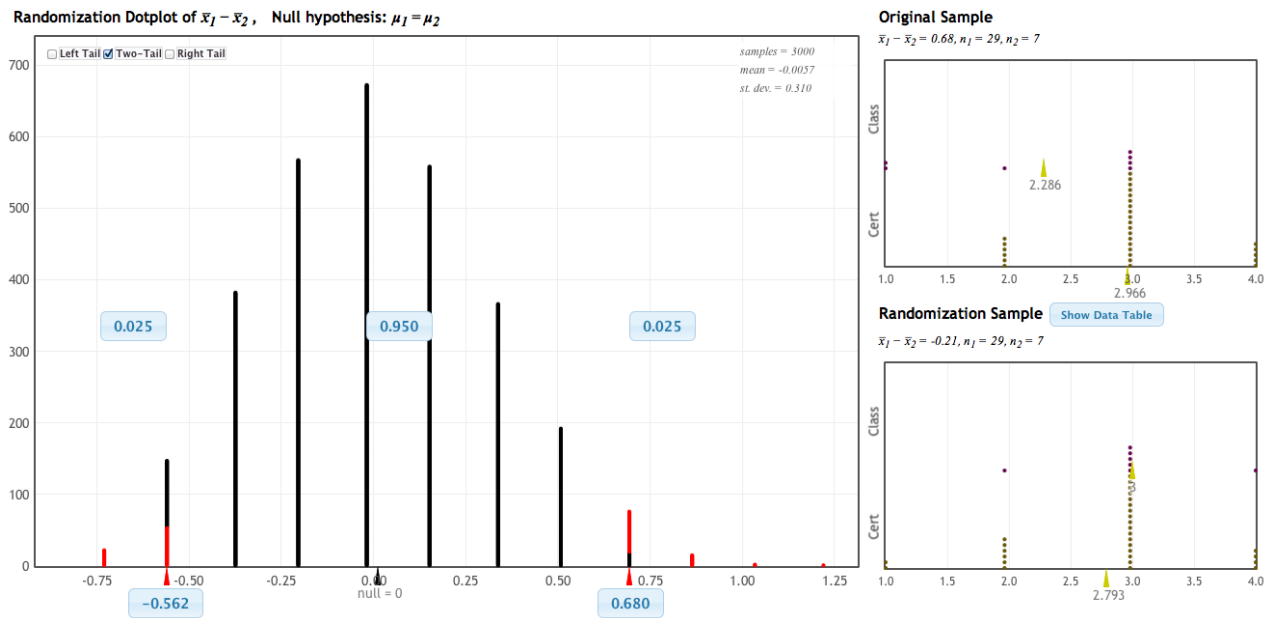 Randomization Dotplot of x̄₁ − x̄₂ ,   Null hypothesis: μ₁ = μ₂
Left Tail Two-Tail Right Tail
samples = 3000
mean = -0.0057
st. dev. = 0.310
700
600
500
400
300
200
100
0
0.025
0.950
0.025
-0.75 -0.50 -0.25 0.00 0.25 0.50 0.75 1.00 1.25
null = 0
−0.562
0.680
Original Sample
x̄₁ − x̄₂ = 0.68, n₁ = 29, n₂ = 7
Class
2.286
Cert
1.0 1.5 2.0 2.5 3.0 3.5 4.0
2.966
Randomization Sample
Show Data Table
x̄₁ − x̄₂ = -0.21, n₁ = 29, n₂ = 7
Class
3
Cert
1.0 1.5 2.0 2.5 3.0 3.5 4.0
2.793